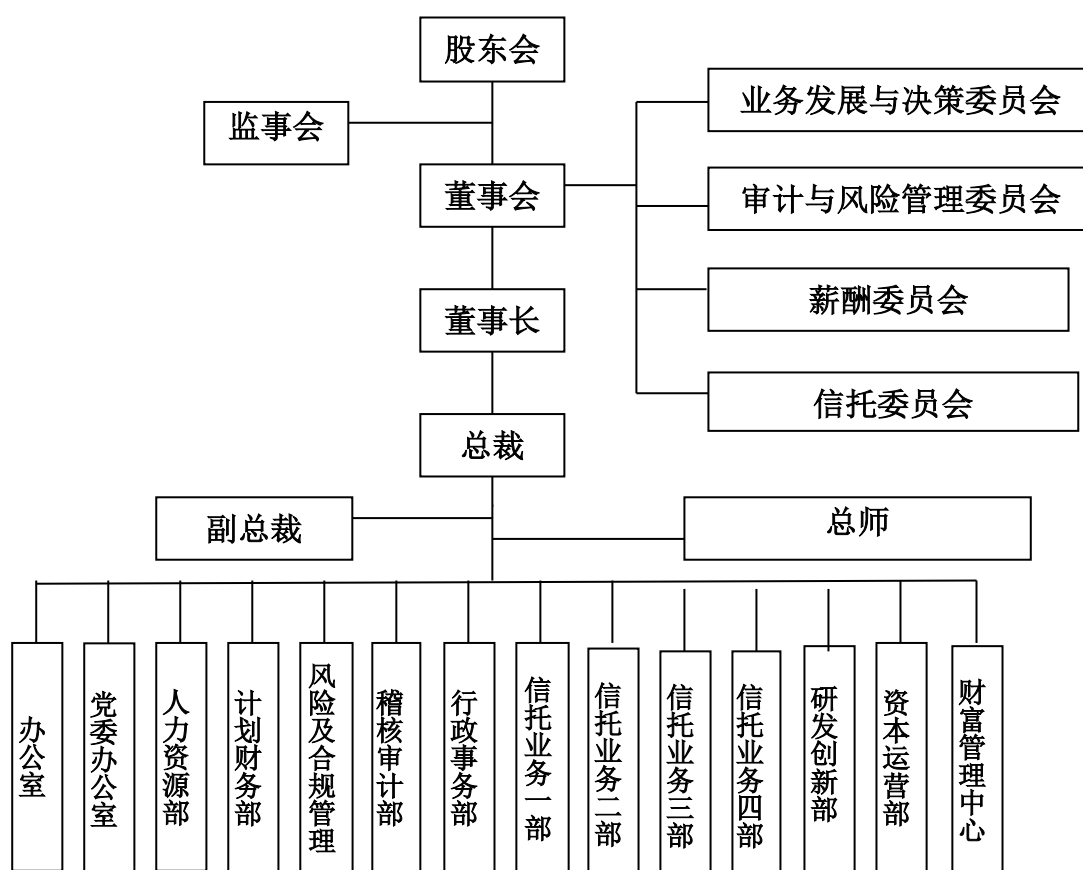 股东会
业务发展与决策委员会
监事会
董事会
审计与风险管理委员会
董事长
薪酬委员会
信托委员会
总裁
副总裁
总师
办公室
党委办公室
人力资源部
计划财务部
风险及合规管理
稽核审计部
行政事务部
信托业务一部
信托业务二部
信托业务三部
信托业务四部
研发创新部
资本运营部
财富管理中心